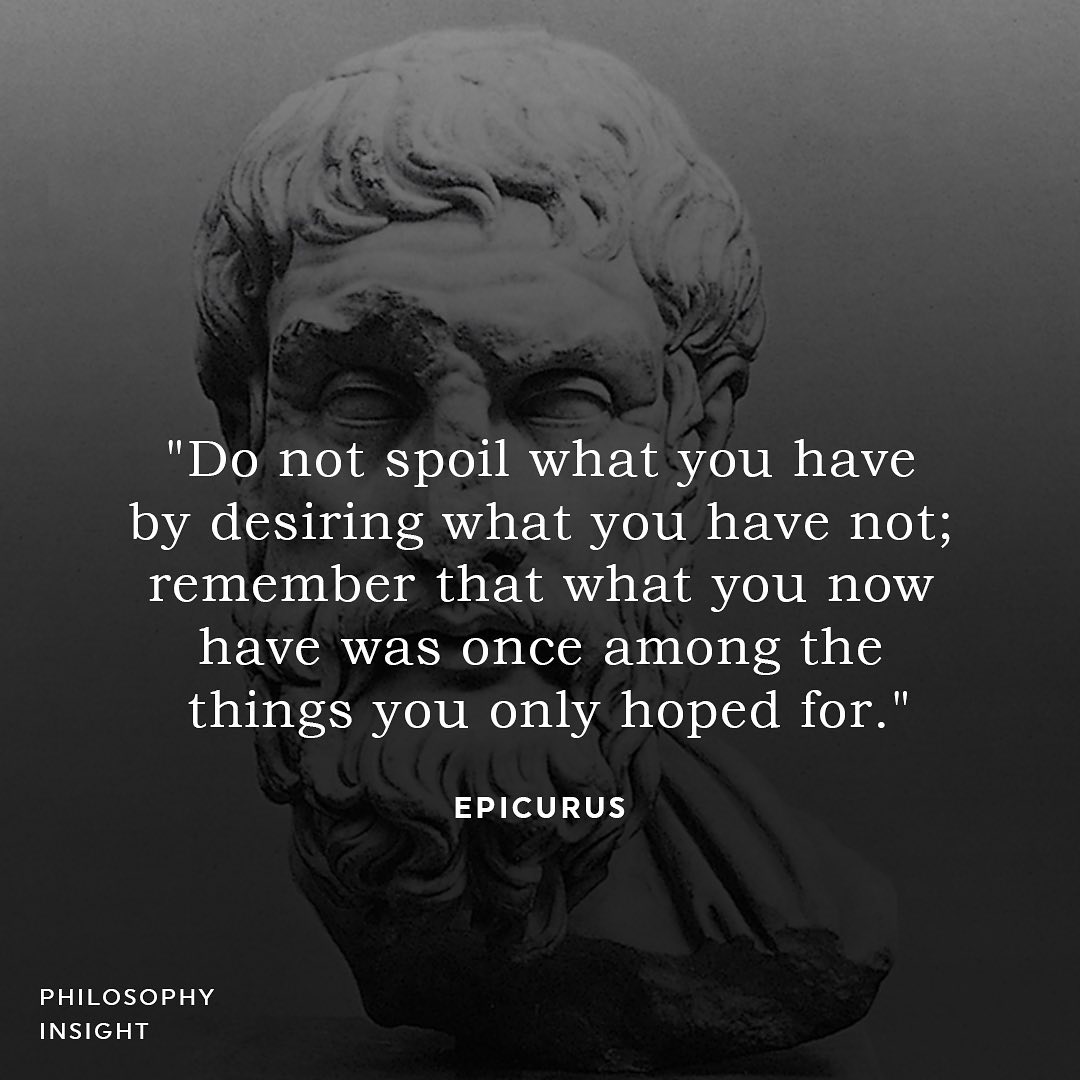 "Do not spoil what you have
by desiring what you have not;
remember that what you now
have was once among the
things you only hoped for."
EPICURUS
PHILOSOPHY
INSIGHT